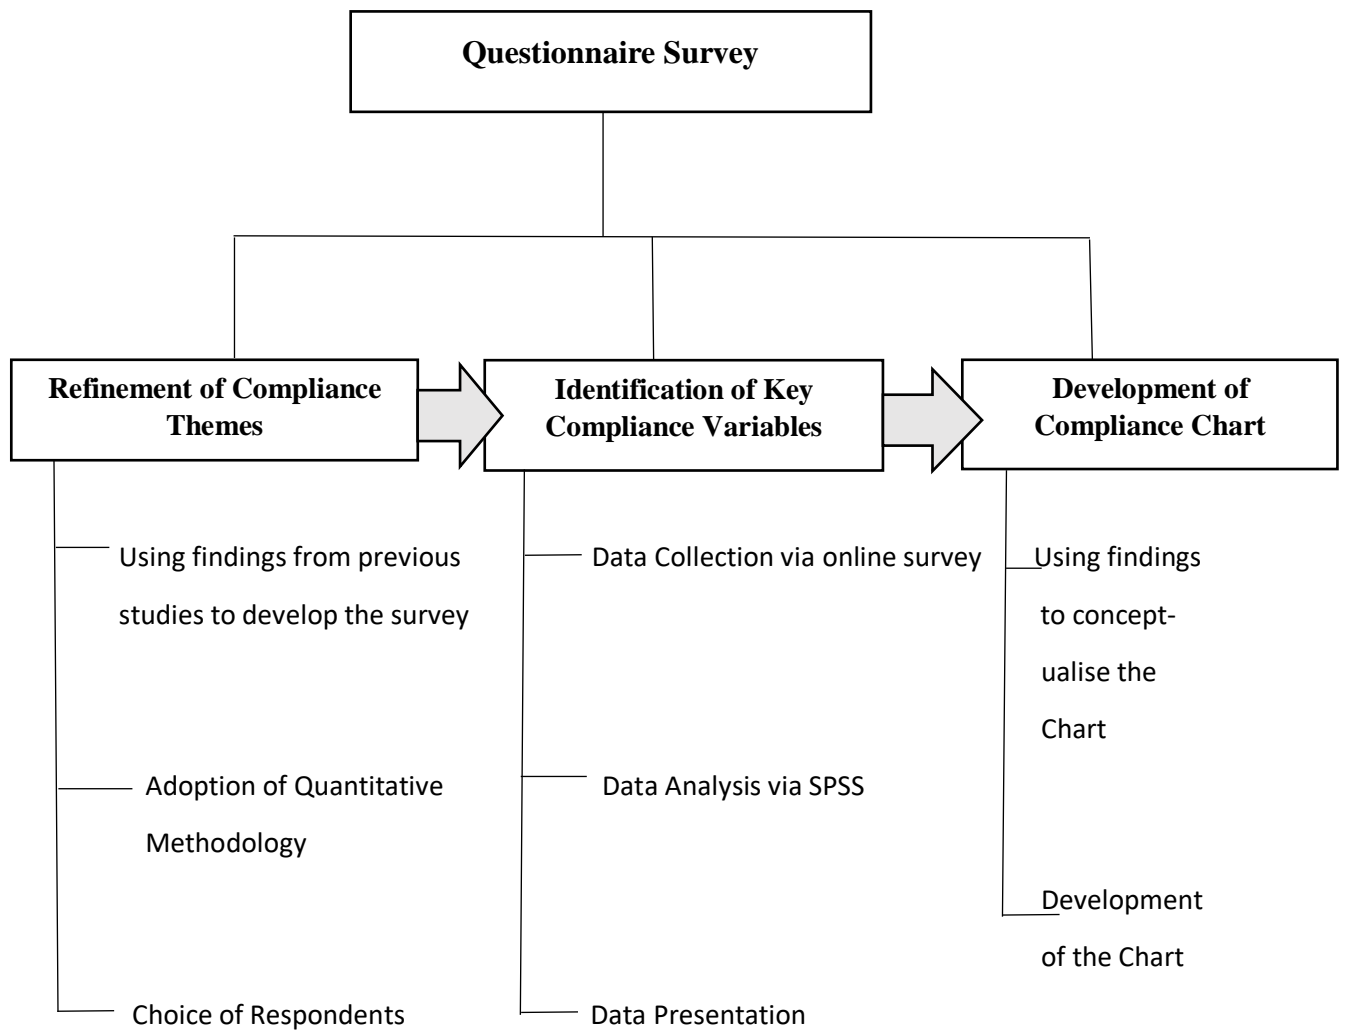 Questionnaire Survey
Refinement of Compliance
Themes
Identification of Key
Compliance Variables
Development of
Compliance Chart
Using findings from previous
studies to develop the survey
Adoption of Quantitative
Methodology
Choice of Respondents
Data Collection via online survey
Data Analysis via SPSS
Data Presentation
Using findings
to concept-
ualise the
Chart
Development
of the Chart